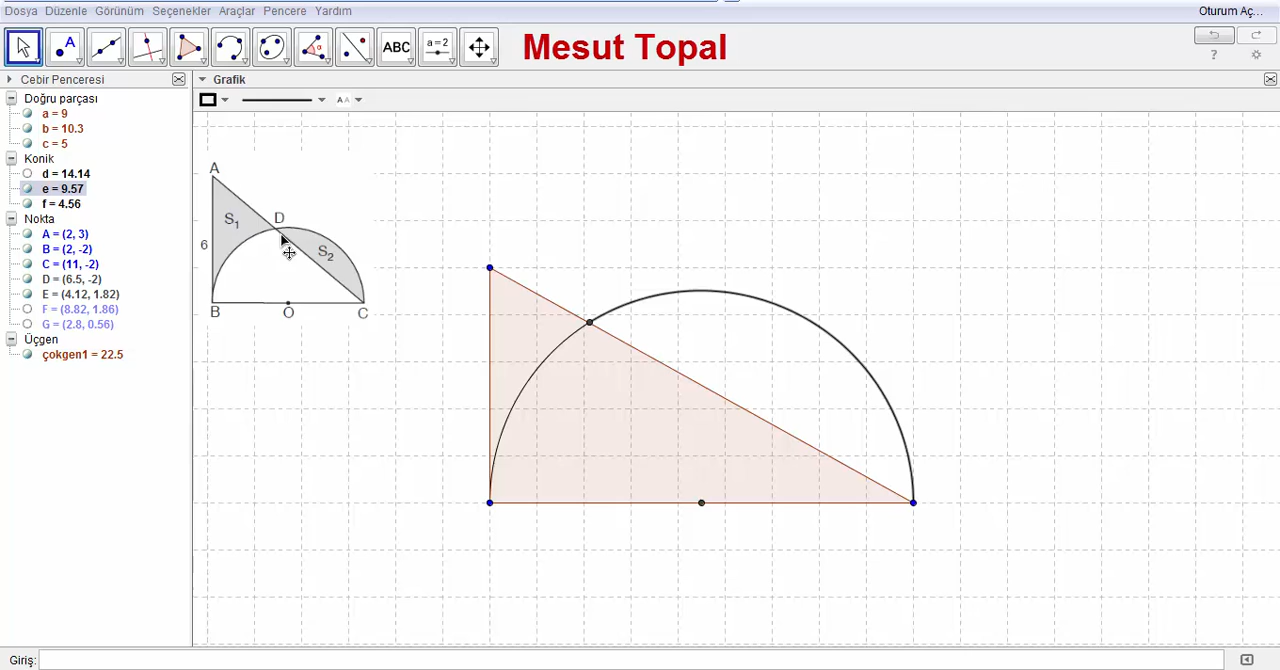 Dosya Düzenle Görünüm Seçenekler Araçlar Pencere Yardım Oturum Aç...
ABC a=2 Mesut Topal ?
Cebir Penceresi Grafik
AA
Doğru parçası
a = 9
b = 10.3
c = 5
Konik
d = 14.14
e = 9.57
f = 4.56
Nokta
A = (2, 3)
B = (2, -2)
C = (11, -2)
D = (6.5, -2)
E = (4.12, 1.82)
F = (8.82, 1.86)
G = (2.8, 0.56)
Üçgen
çokgen1 = 22.5
A
S1 D
6 S2
B O C
Giriş: